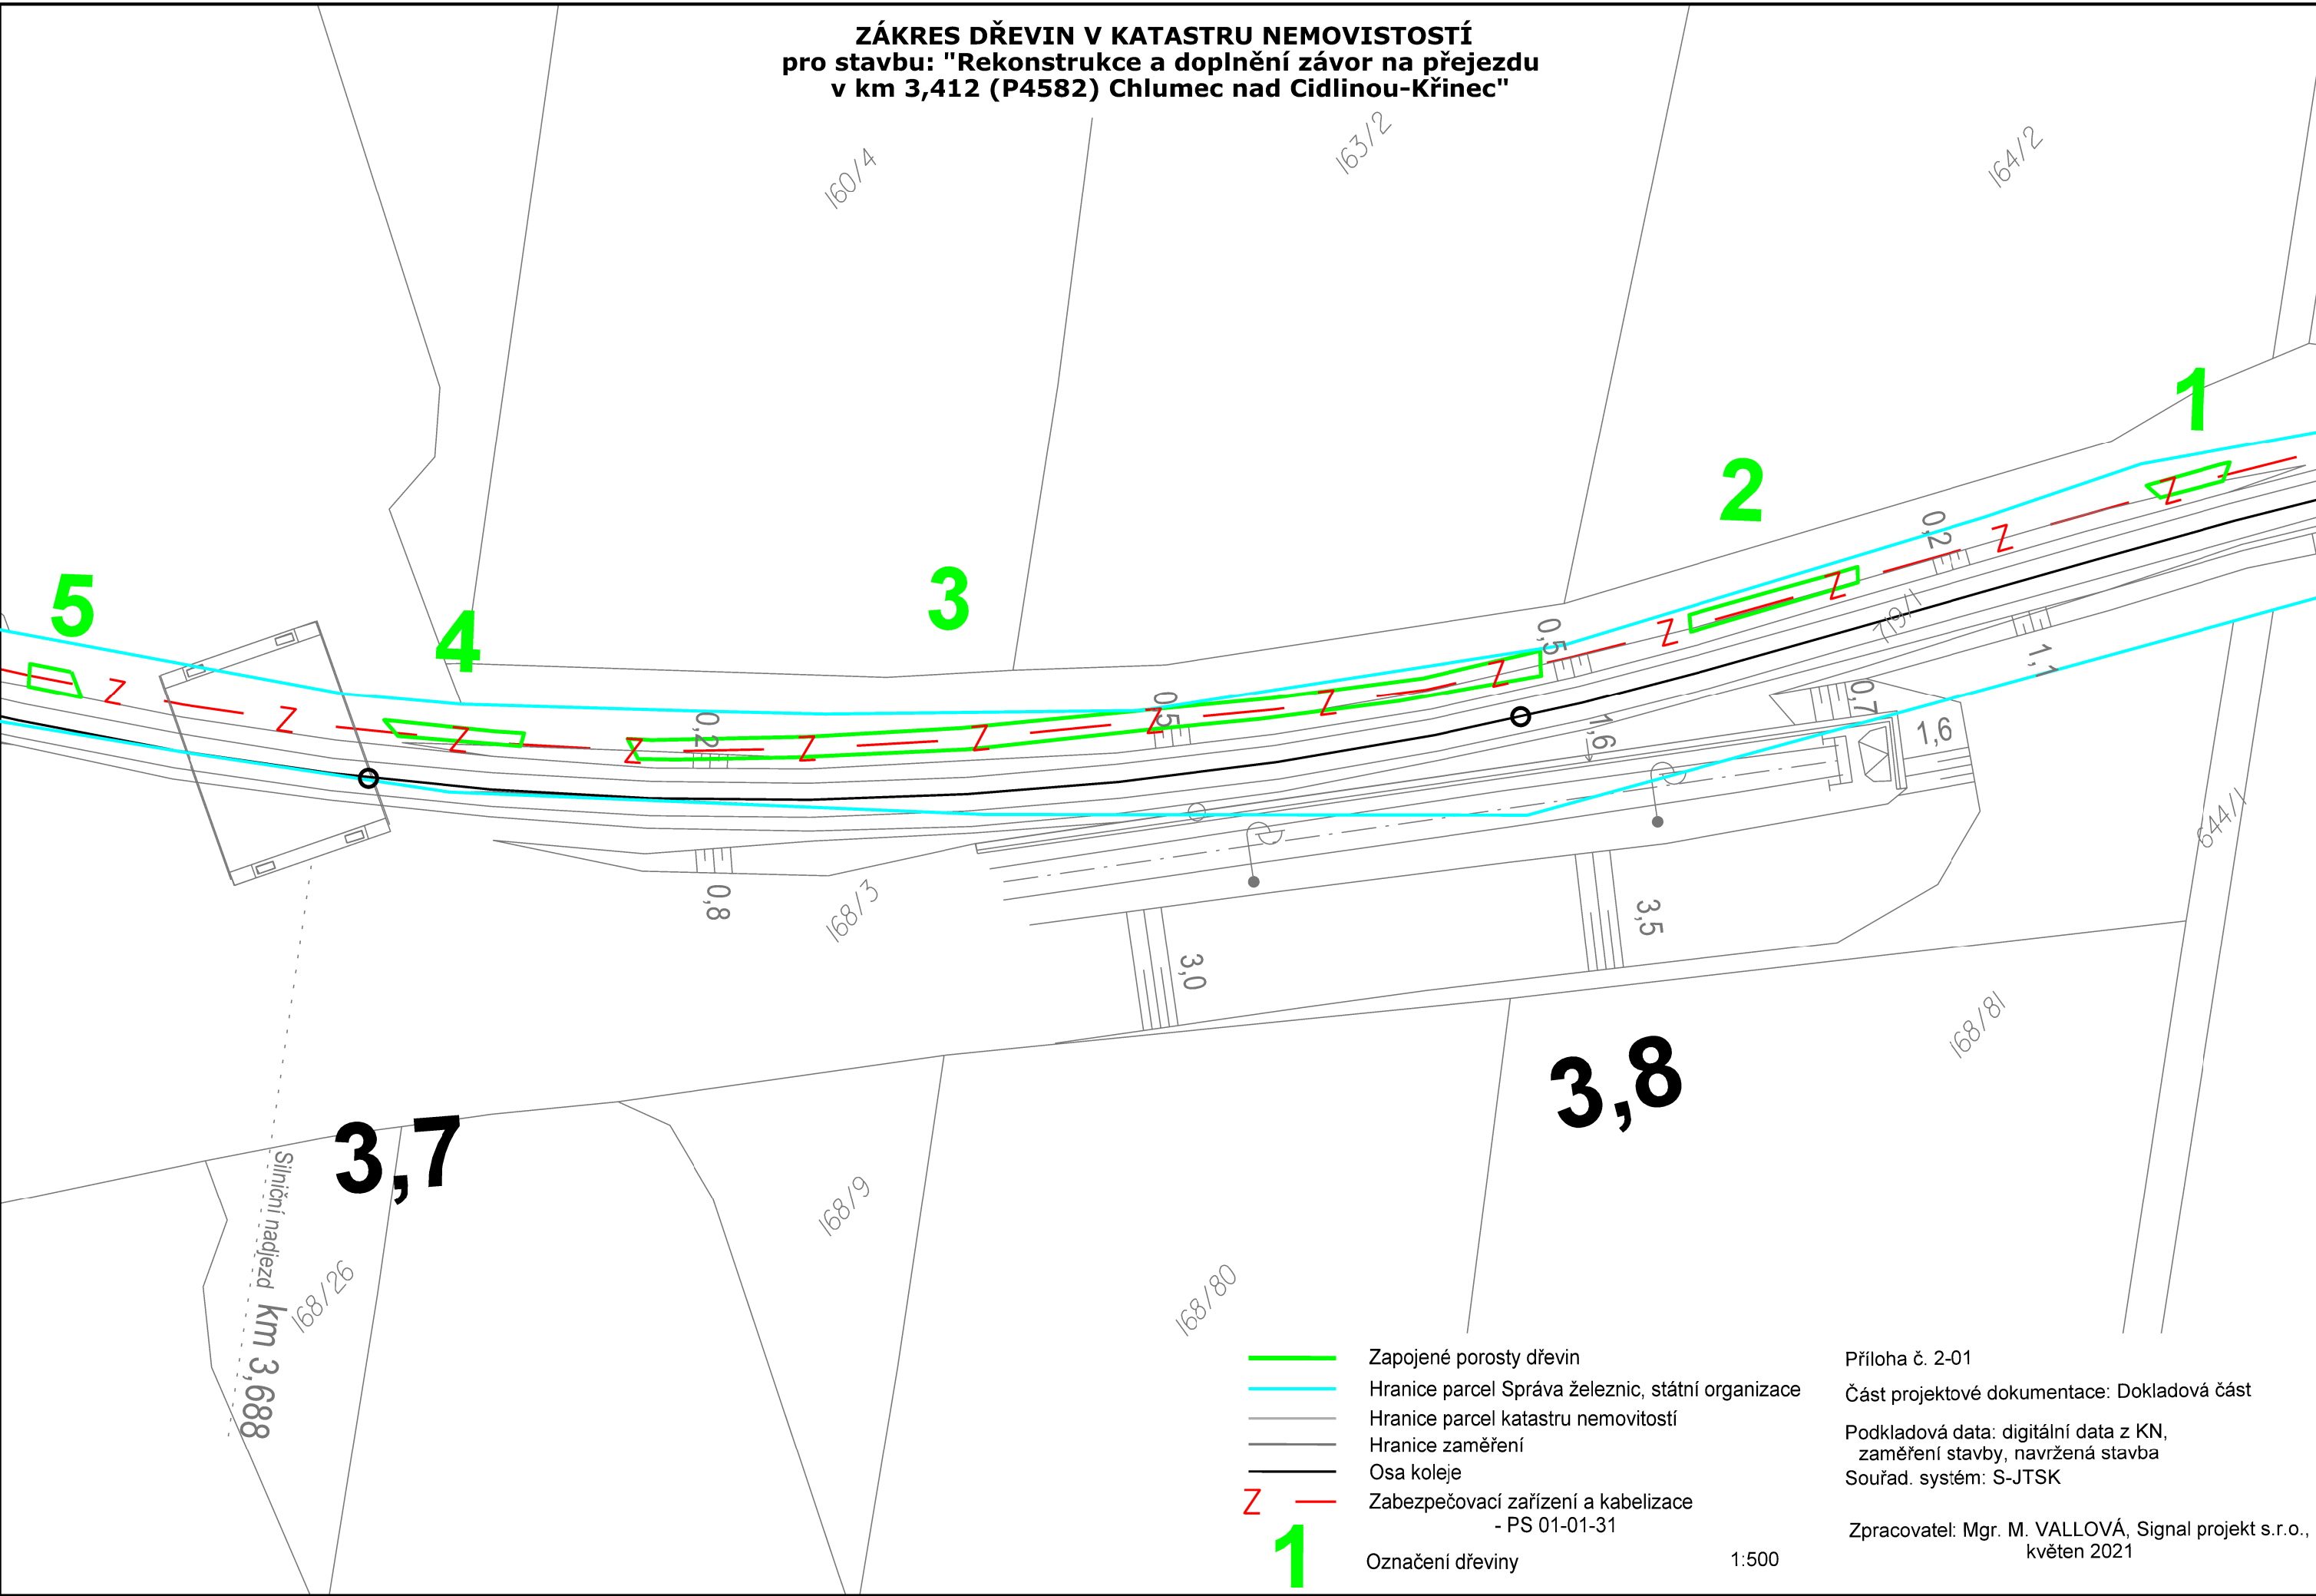 ZÁKRES DŘEVIN V KATASTRU NEMOVISTOSTÍ
pro stavbu: "Rekonstrukce a doplnění závor na přejezdu
v km 3,412 (P4582) Chlumec nad Cidlinou-Křinec"
160/4
163/2
164/2
1
2
3
4
5
0,2
0,5
0,5
0,2
719/1
1,1
0,7
1,6
1,6
644/1
0,8
168/3
3,0
3,5
168/81
3,8
3,7
Silniční nadjezd km 3,688
168/26
168/9
168/80
Z Z Z Z Z Z Z Z Z Z Z Z Z
Zapojené porosty dřevin
Hranice parcel Správa železnic, státní organizace
Hranice parcel katastru nemovitostí
Hranice zaměření
Osa koleje
Z Zabezpečovací zařízení a kabelizace
- PS 01-01-31
1 Označení dřeviny 1:500
Příloha č. 2-01
Část projektové dokumentace: Dokladová část
Podkladová data: digitální data z KN,
zaměření stavby, navržená stavba
Souřad. systém: S-JTSK
Zpracovatel: Mgr. M. VALLOVÁ, Signal projekt s.r.o.,
květen 2021